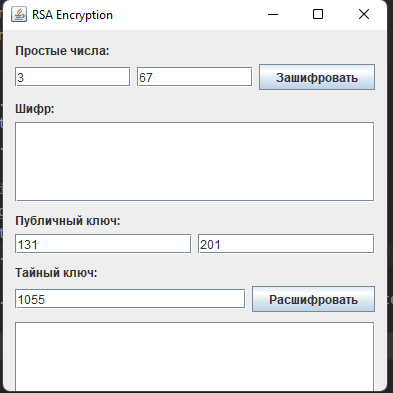 RSA Encryption
Простые числа:
3 67 Зашифровать
Шифр:
Публичный ключ:
131 201
Тайный ключ:
1055 Расшифровать